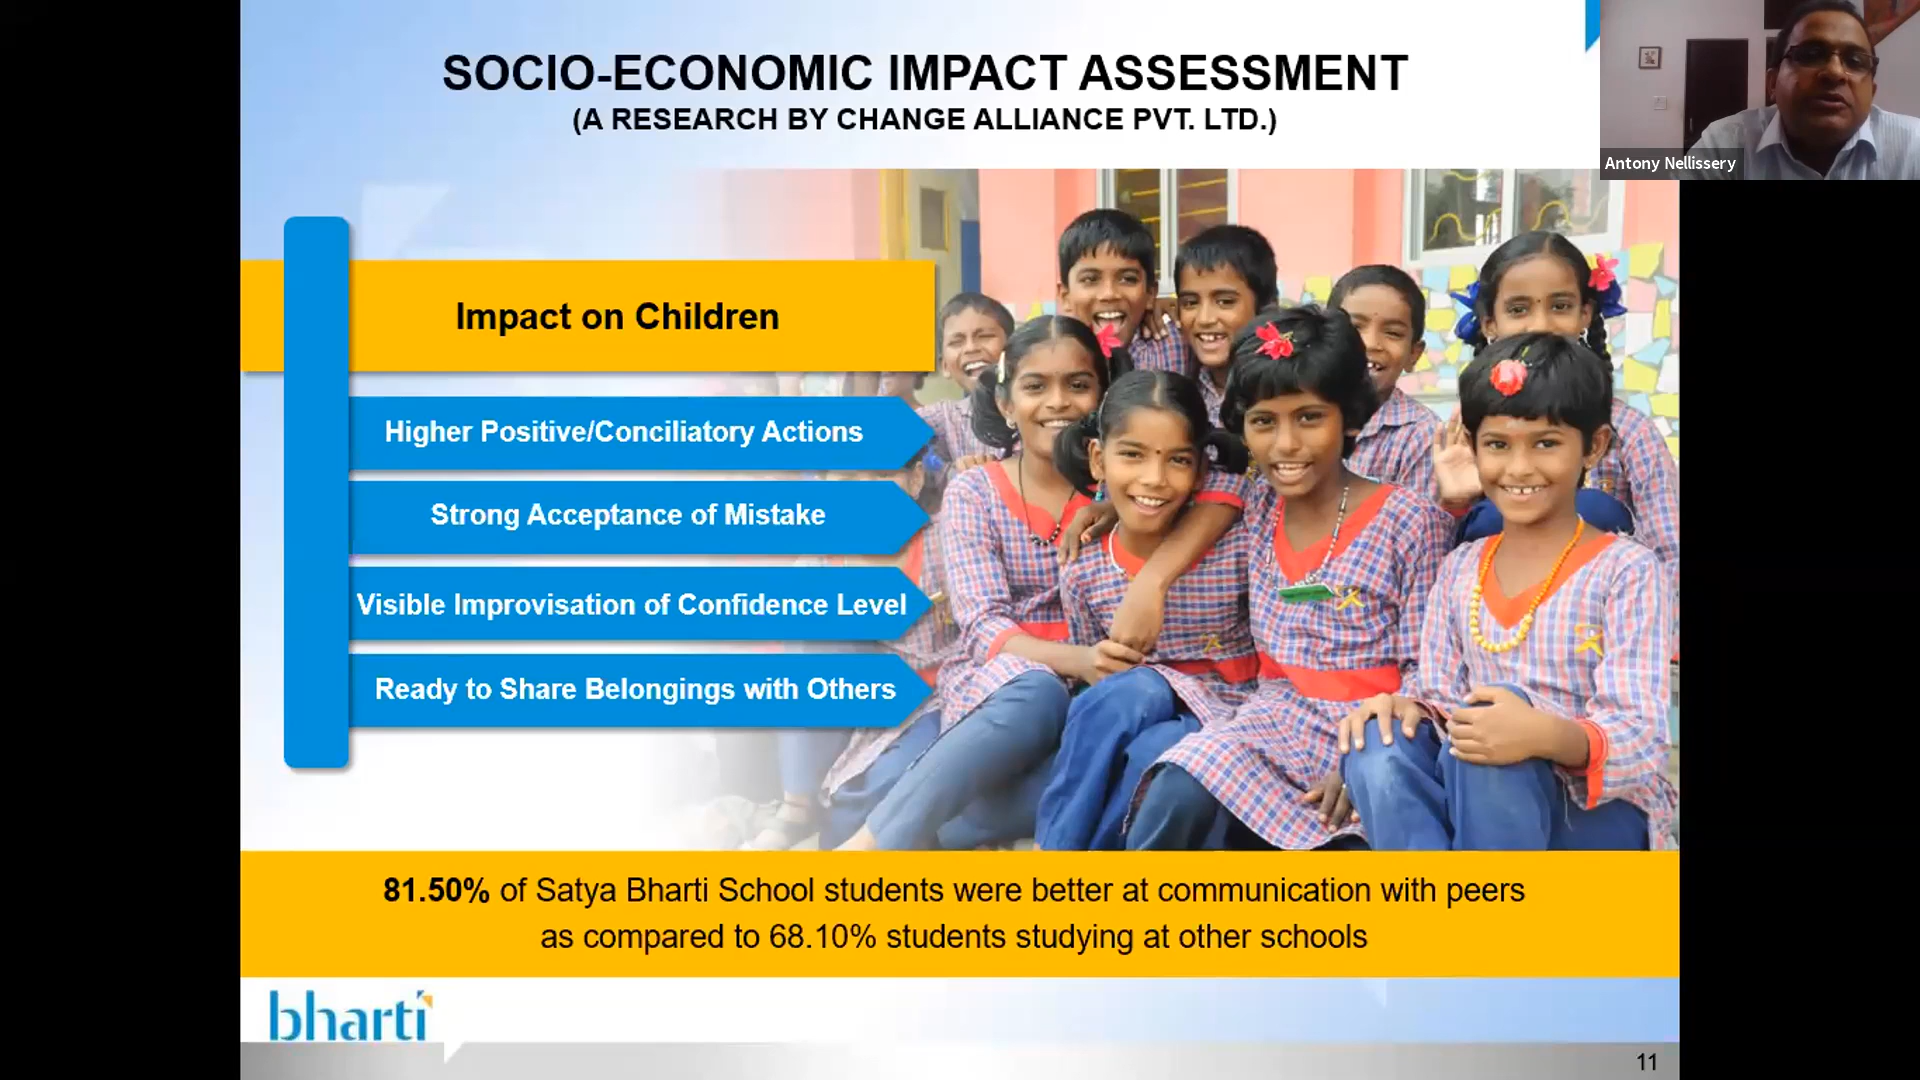 SOCIO-ECONOMIC IMPACT ASSESSMENT
(A RESEARCH BY CHANGE ALLIANCE PVT. LTD.)
Antony Nellissery
Impact on Children
Higher Positive/Conciliatory Actions
Strong Acceptance of Mistake
Visible Improvisation of Confidence Level
Ready to Share Belongings with Others
81.50% of Satya Bharti School students were better at communication with peers
as compared to 68.10% students studying at other schools
bharti
11